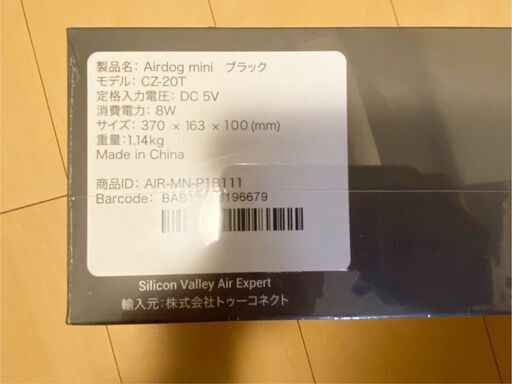 製品名: Airdog mini ブラック
モデル: CZ-20T
定格入力電圧: DC 5V
消費電力: 8W
サイズ: 370 × 163 × 100 (mm)
重量: 1.14kg
Made in China
商品ID: AIR-MN-P1B111
Barcode:
Silicon Valley Air Expert
輸入元: 株式会社トゥーコネクト